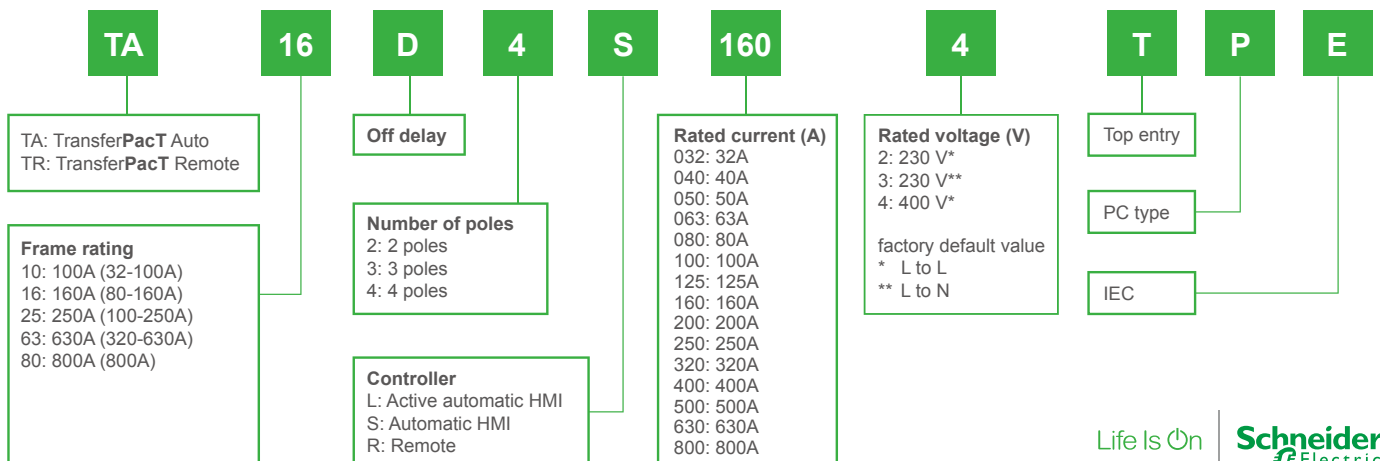 TA 16 D 4 S 160 4 T P E
TA: TransferPacT Auto
TR: TransferPacT Remote
Frame rating
10: 100A (32-100A)
16: 160A (80-160A)
25: 250A (100-250A)
63: 630A (320-630A)
80: 800A (800A)
Off delay
Number of poles
2: 2 poles
3: 3 poles
4: 4 poles
Controller
L: Active automatic HMI
S: Automatic HMI
R: Remote
Rated current (A)
032: 32A
040: 40A
050: 50A
063: 63A
080: 80A
100: 100A
125: 125A
160: 160A
200: 200A
250: 250A
320: 320A
400: 400A
500: 500A
630: 630A
800: 800A
Rated voltage (V)
2: 230 V*
3: 230 V**
4: 400 V*
factory default value
* L to L
** L to N
Top entry
PC type
IEC
Life Is On
Schneider
Electric